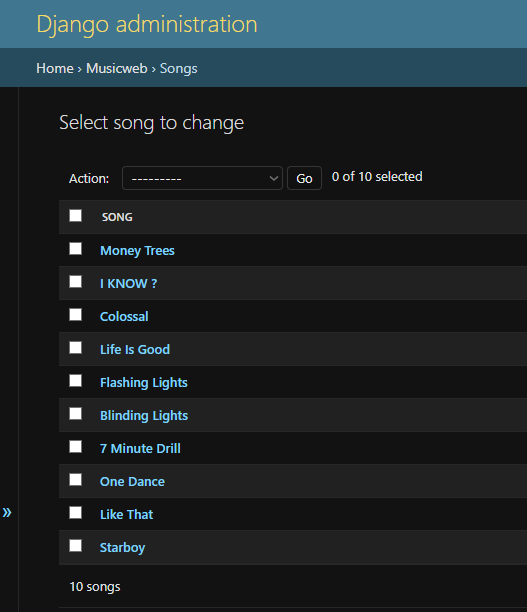 Django administration
Home › Musicweb › Songs
Select song to change
Action: --------- Go 0 of 10 selected
SONG
Money Trees
I KNOW ?
Colossal
Life Is Good
Flashing Lights
Blinding Lights
7 Minute Drill
One Dance
»
Like That
Starboy
10 songs